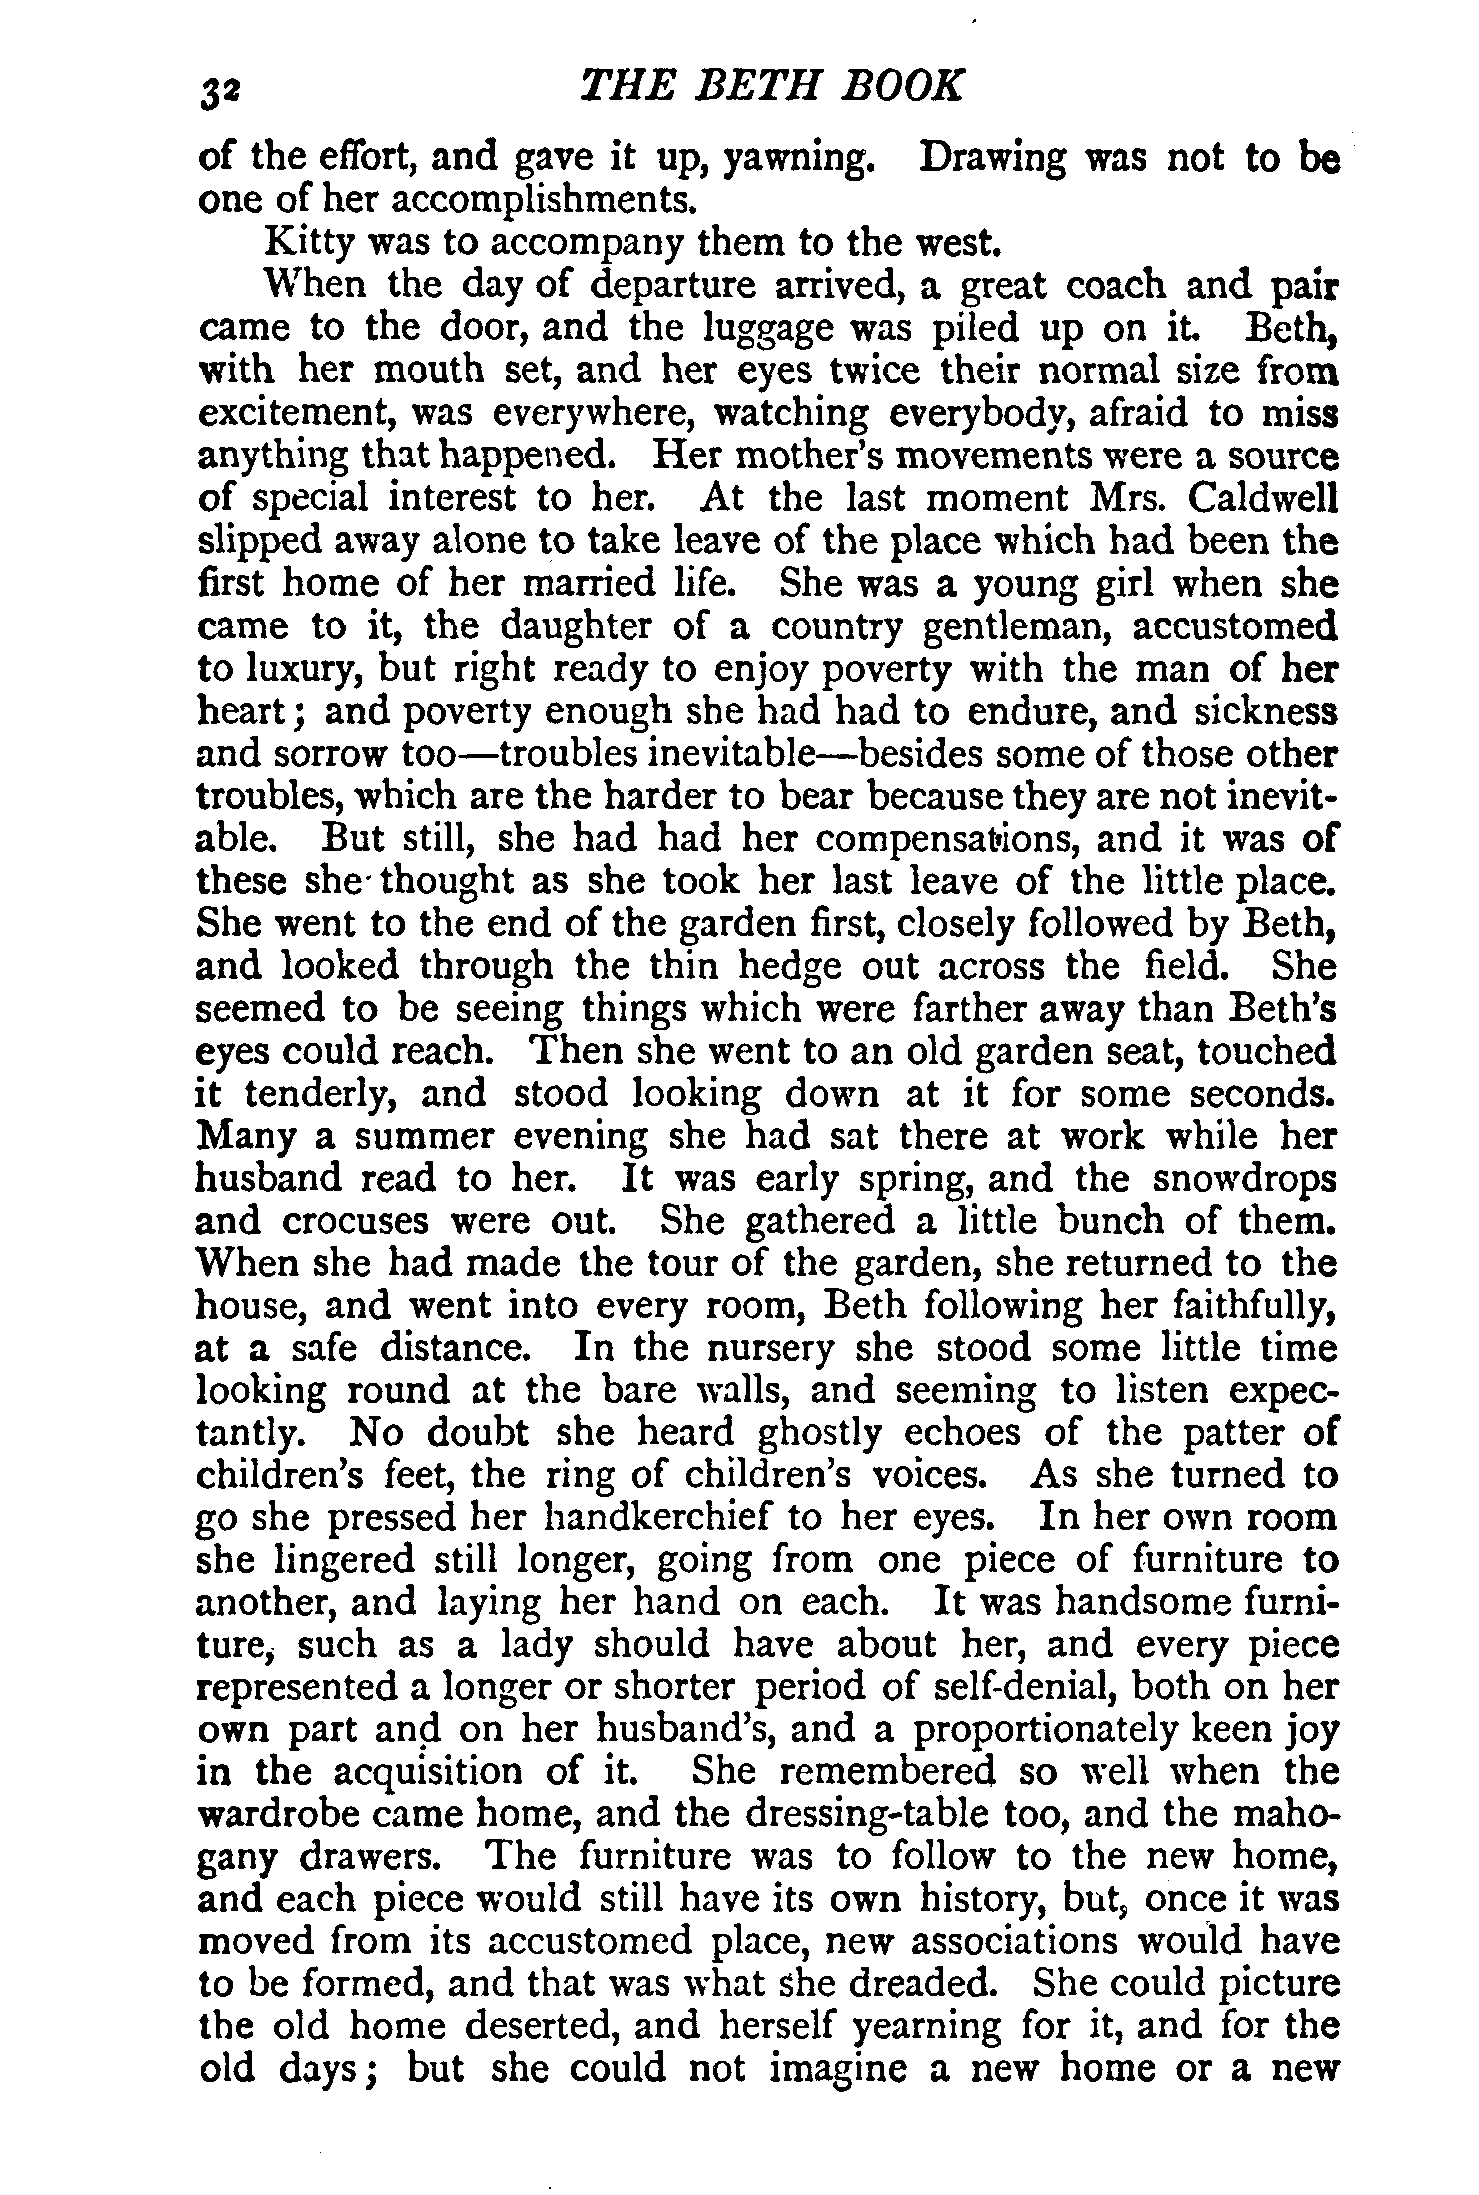 32 THE BETH BOOK
of the effort, and gave it up, yawning. Drawing was not to be
one of her accomplishments.
Kitty was to accompany them to the west.
When the day of departure arrived, a great coach and pair
came to the door, and the luggage was piled up on it. Beth,
with her mouth set, and her eyes twice their normal size from
excitement, was everywhere, watching everybody, afraid to miss
anything that happened. Her mother's movements were a source
of special interest to her. At the last moment Mrs. Caldwell
slipped away alone to take leave of the place which had been the
first home of her married life. She was a young girl when she
came to it, the daughter of a country gentleman, accustomed
to luxury, but right ready to enjoy poverty with the man of her
heart; and poverty enough she had had to endure, and sickness
and sorrow too—troubles inevitable—besides some of those other
troubles, which are the harder to bear because they are not inevit-
able. But still, she had had her compensations, and it was of
these she thought as she took her last leave of the little place.
She went to the end of the garden first, closely followed by Beth,
and looked through the thin hedge out across the field. She
seemed to be seeing things which were farther away than Beth's
eyes could reach. Then she went to an old garden seat, touched
it tenderly, and stood looking down at it for some seconds.
Many a summer evening she had sat there at work while her
husband read to her. It was early spring, and the snowdrops
and crocuses were out. She gathered a little bunch of them.
When she had made the tour of the garden, she returned to the
house, and went into every room, Beth following her faithfully,
at a safe distance. In the nursery she stood some little time
looking round at the bare walls, and seeming to listen expec-
tantly. No doubt she heard ghostly echoes of the patter of
children's feet, the ring of children's voices. As she turned to
go she pressed her handkerchief to her eyes. In her own room
she lingered still longer, going from one piece of furniture to
another, and laying her hand on each. It was handsome furni-
ture, such as a lady should have about her, and every piece
represented a longer or shorter period of self-denial, both on her
own part and on her husband's, and a proportionately keen joy
in the acquisition of it. She remembered so well when the
wardrobe came home, and the dressing-table too, and the maho-
gany drawers. The furniture was to follow to the new home,
and each piece would still have its own history, but, once it was
moved from its accustomed place, new associations would have
to be formed, and that was what she dreaded. She could picture
the old home deserted, and herself yearning for it, and for the
old days; but she could not imagine a new home or a new